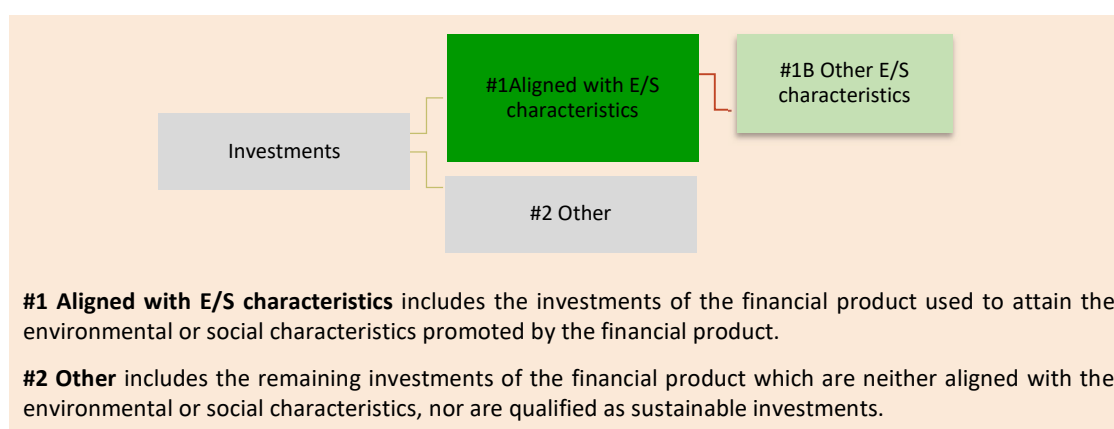 #1Aligned with E/S
characteristics
#1B Other E/S
characteristics
Investments
#2 Other
#1 Aligned with E/S characteristics includes the investments of the financial product used to attain the
environmental or social characteristics promoted by the financial product.
#2 Other includes the remaining investments of the financial product which are neither aligned with the
environmental or social characteristics, nor are qualified as sustainable investments.